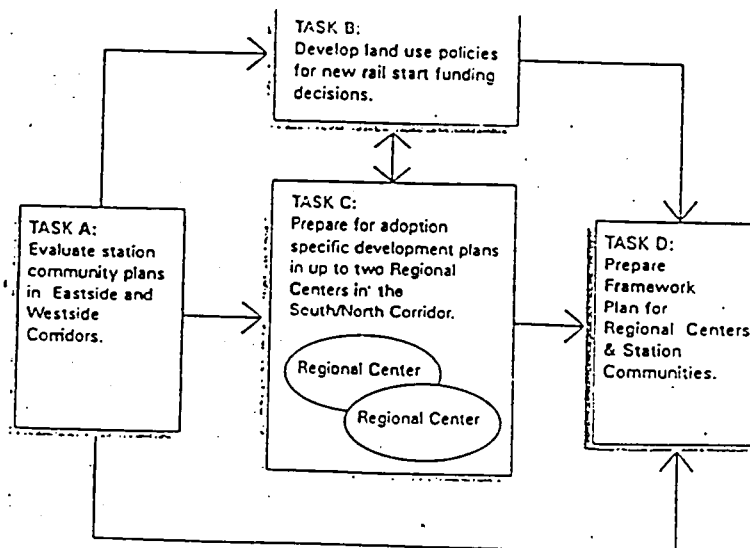 TASK B:
Develop land use policies
for new rail start funding
decisions.
TASK A:
Evaluate station
community plans
in Eastside and
Westside
Corridors.
TASK C:
Prepare for adoption
specific development plans
in up to two Regional
Centers in the
South/North Corridor.
Regional Center
Regional Center
TASK D:
Prepare
Framework
Plan for
Regional Centers
& Station
Communities.